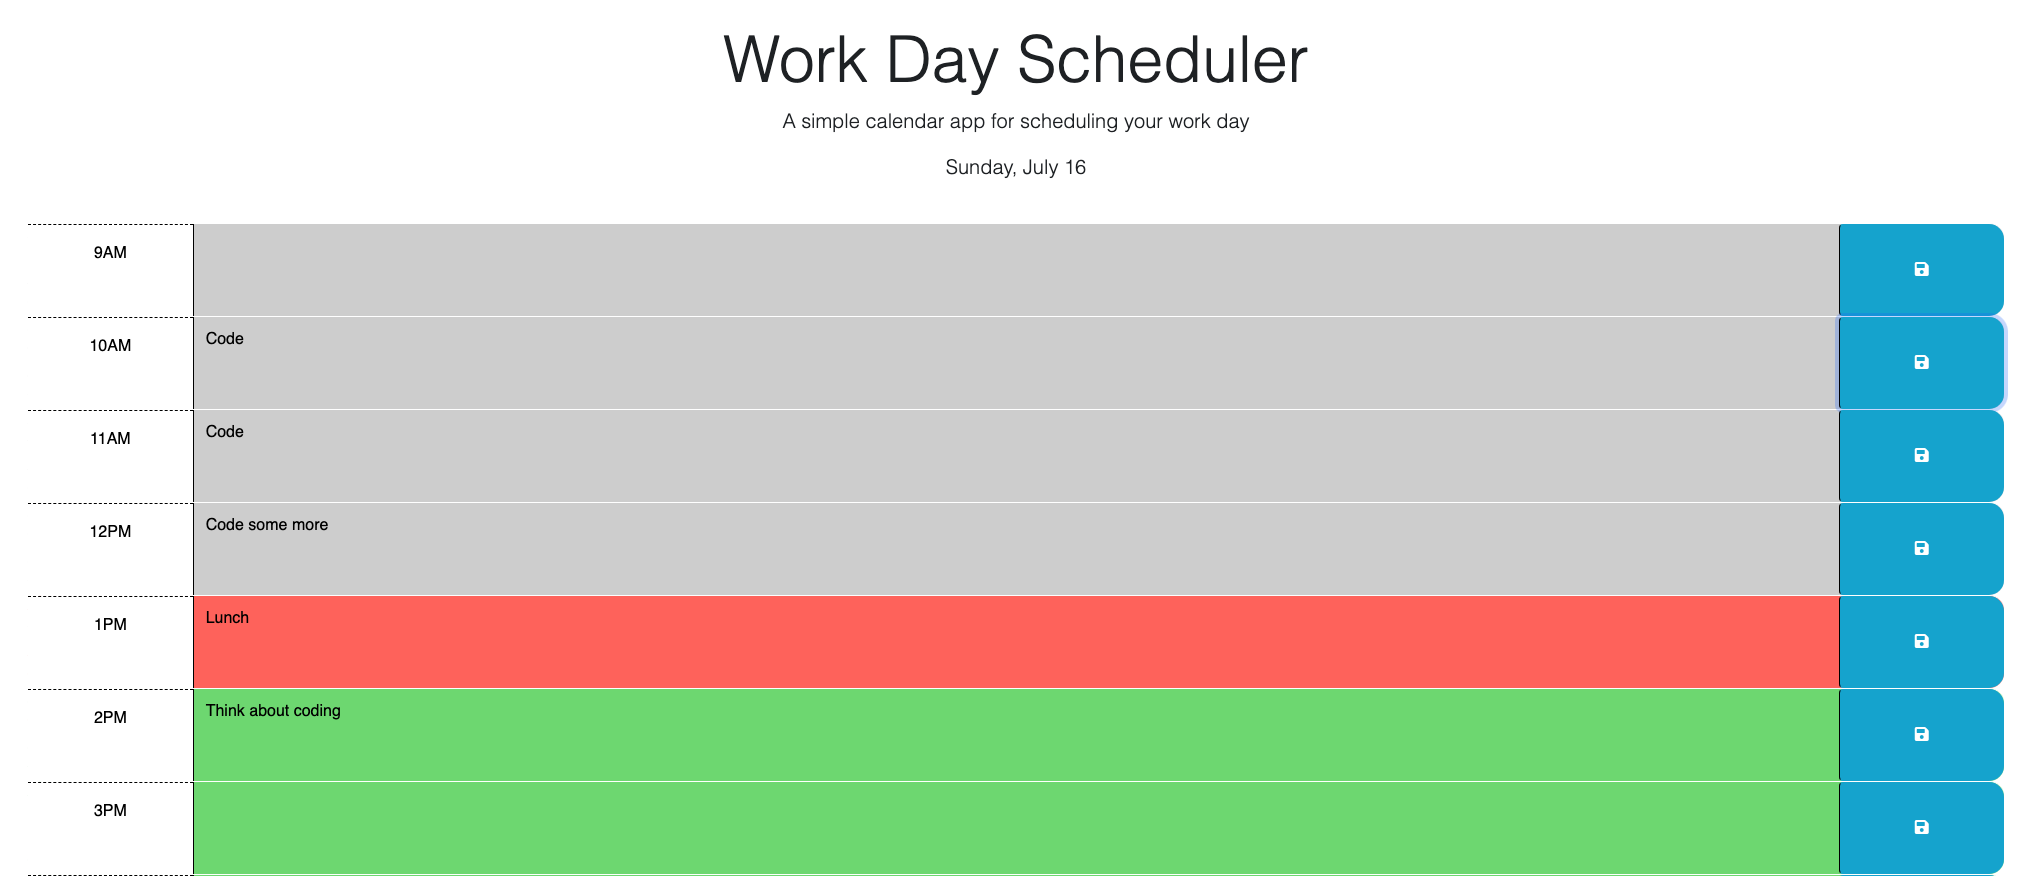 Work Day Scheduler
A simple calendar app for scheduling your work day
Sunday, July 16
9AM
10AM Code
11AM Code
12PM Code some more
1PM Lunch
2PM Think about coding
3PM